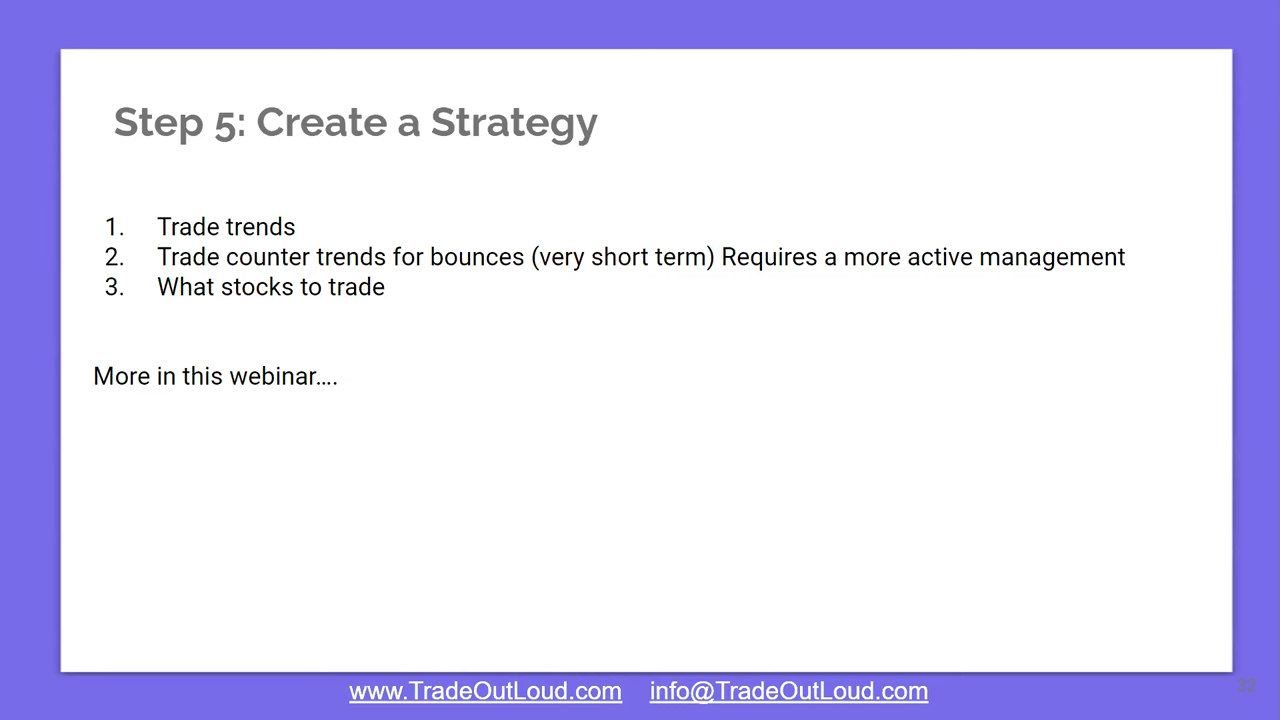 Step 5: Create a Strategy
1. Trade trends
2. Trade counter trends for bounces (very short term) Requires a more active management
3. What stocks to trade
More in this webinar....
www.TradeOutLoud.com info@TradeOutLoud.com
32